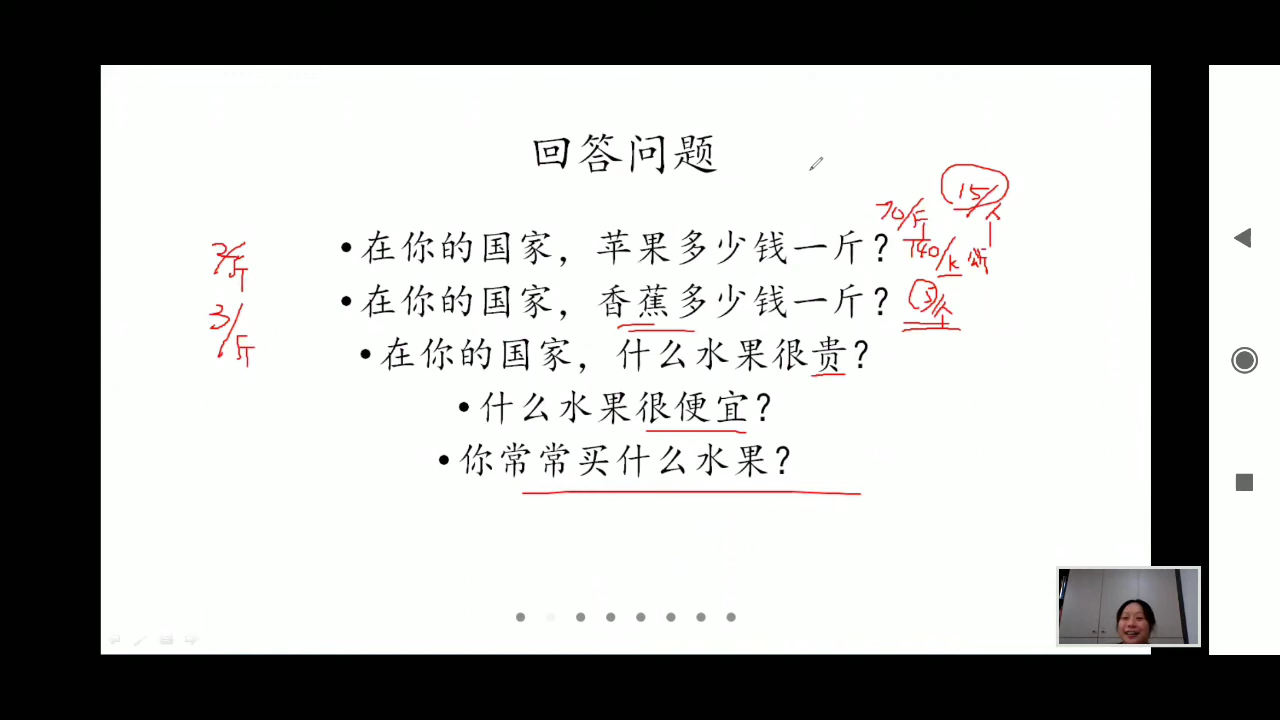 回答问题
• 在你的国家，苹果多少钱一斤？
• 在你的国家，香蕉多少钱一斤？
• 在你的国家，什么水果很贵？
• 什么水果很便宜？
• 你常常买什么水果？
15/个
70/斤
140/k
5/个
3/斤